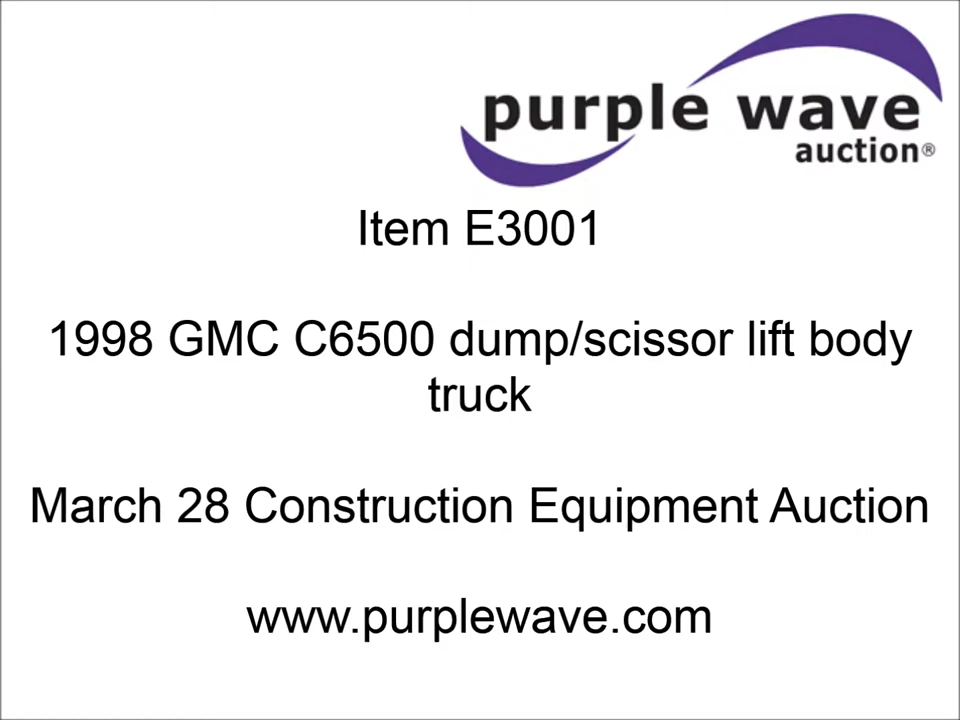 purple wave
auction®
Item E3001
1998 GMC C6500 dump/scissor lift body
truck
March 28 Construction Equipment Auction
www.purplewave.com